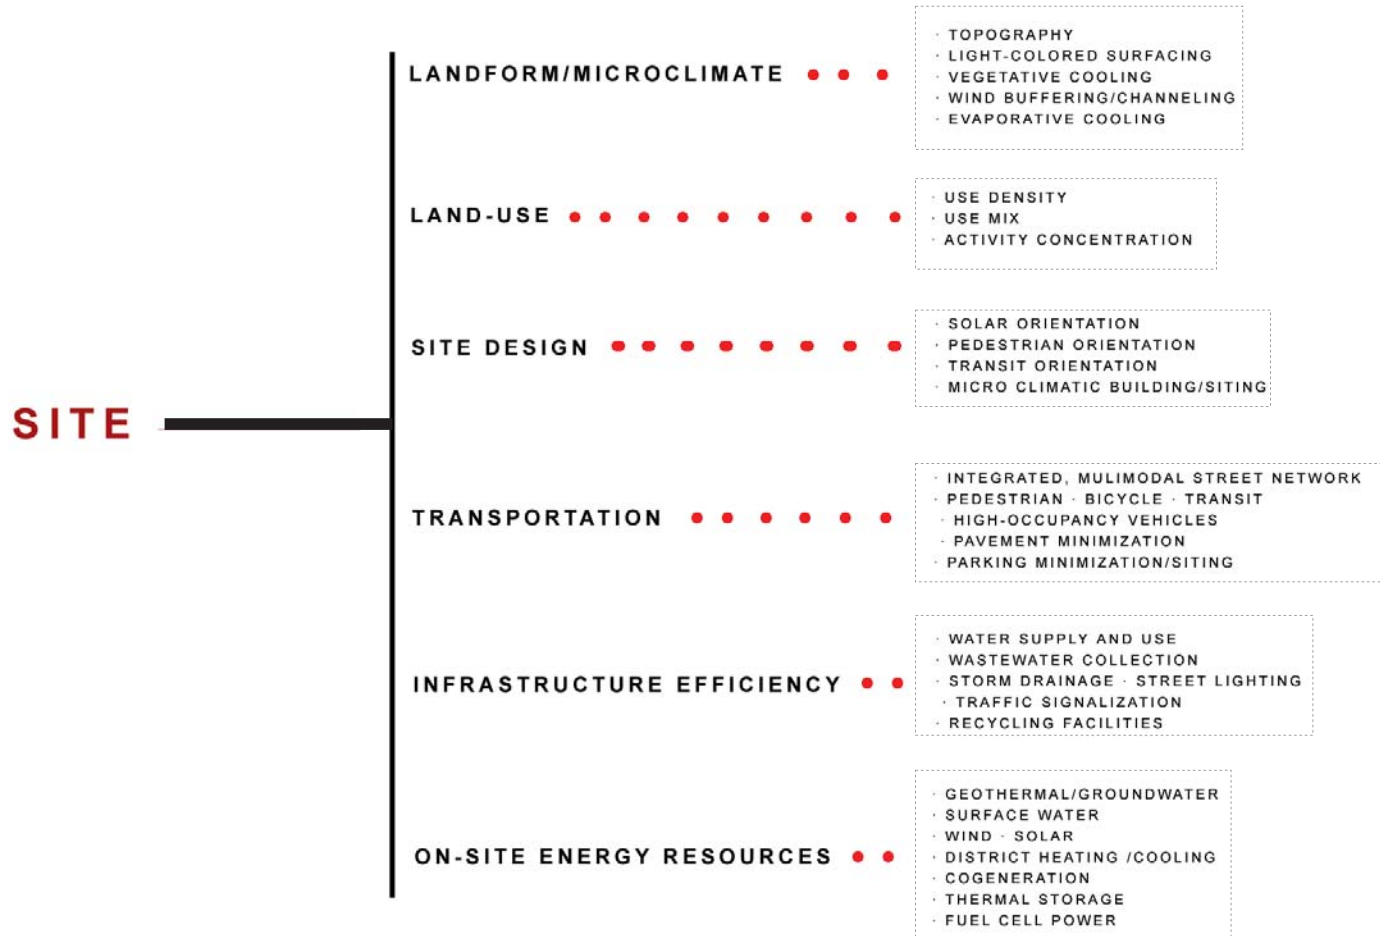 SITE
LANDFORM/MICROCLIMATE
· TOPOGRAPHY
· LIGHT-COLORED SURFACING
· VEGETATIVE COOLING
· WIND BUFFERING/CHANNELING
· EVAPORATIVE COOLING
LAND-USE
· USE DENSITY
· USE MIX
· ACTIVITY CONCENTRATION
SITE DESIGN
· SOLAR ORIENTATION
· PEDESTRIAN ORIENTATION
· TRANSIT ORIENTATION
· MICRO CLIMATIC BUILDING/SITING
TRANSPORTATION
· INTEGRATED, MULIMODAL STREET NETWORK
· PEDESTRIAN · BICYCLE · TRANSIT
· HIGH-OCCUPANCY VEHICLES
· PAVEMENT MINIMIZATION
· PARKING MINIMIZATION/SITING
INFRASTRUCTURE EFFICIENCY
· WATER SUPPLY AND USE
· WASTEWATER COLLECTION
· STORM DRAINAGE · STREET LIGHTING
· TRAFFIC SIGNALIZATION
· RECYCLING FACILITIES
ON-SITE ENERGY RESOURCES
· GEOTHERMAL/GROUNDWATER
· SURFACE WATER
· WIND · SOLAR
· DISTRICT HEATING /COOLING
· COGENERATION
· THERMAL STORAGE
· FUEL CELL POWER